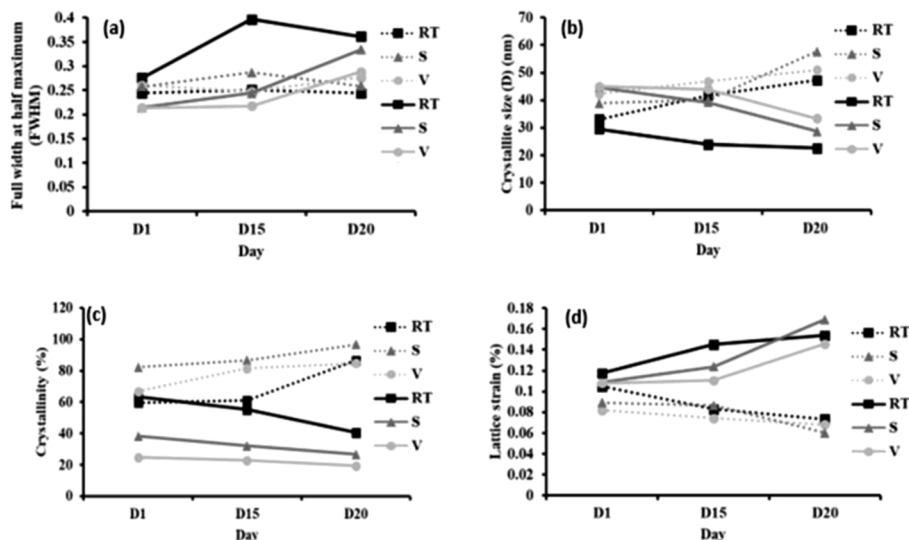 (a)
Full width at half maximum
(FWHM)
0.4
0.35
0.3
0.25
0.2
0.15
0.1
0.05
0
D1 D15 D20
Day
RT
S
V
RT
S
V
(b)
Crystallite size (D) (nm)
70
60
50
40
30
20
10
0
D1 D15 D20
Day
RT
S
V
RT
S
V
(c)
Crystallinity (%)
120
100
80
60
40
20
0
D1 D15 D20
Day
RT
S
V
RT
S
V
(d)
Lattice strain (%)
0.18
0.16
0.14
0.12
0.1
0.08
0.06
0.04
0.02
0
D1 D15 D20
Day
RT
S
V
RT
S
V